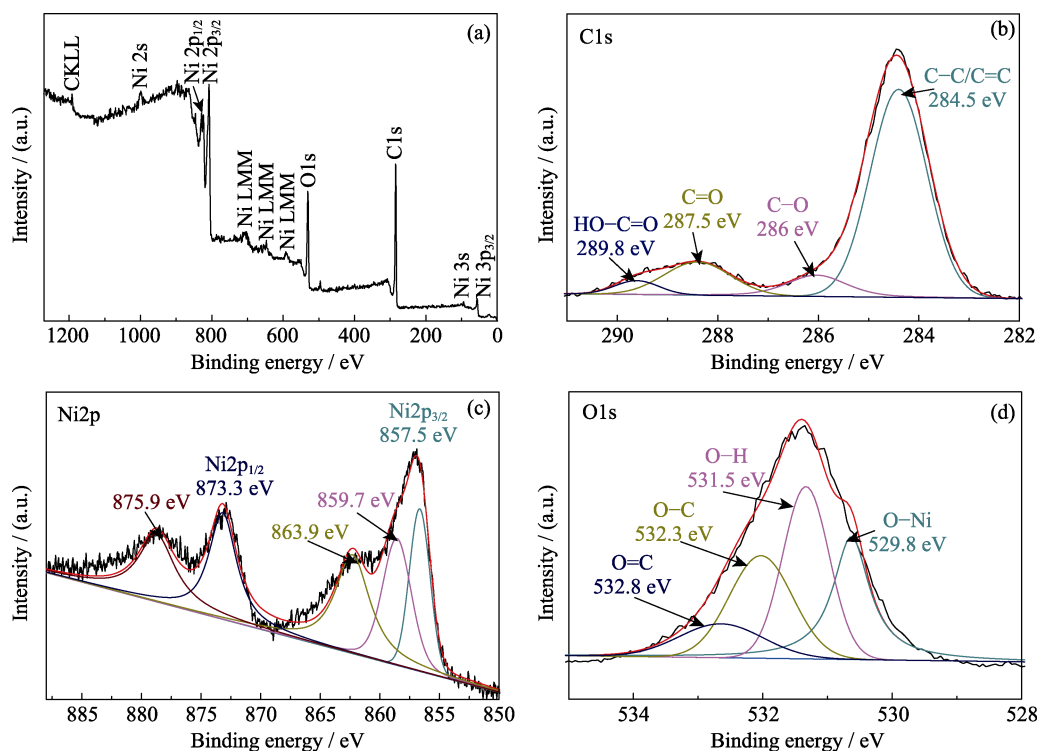 (a)
CKLL
Ni 2s
Ni 2p1/2
Ni 2p3/2
Ni LMM
Ni LMM
Ni LMM
O1s
C1s
Ni 3s
Ni 3p3/2
Intensity / (a.u.)
1200 1000 800 600 400 200 0
Binding energy / eV
C1s
(b)
C−C/C=C
284.5 eV
C=O
287.5 eV
C−O
286 eV
HO−C=O
289.8 eV
Intensity / (a.u.)
290 288 286 284 282
Binding energy / eV
Ni2p
(c)
Ni2p3/2
857.5 eV
Ni2p1/2
873.3 eV
875.9 eV
859.7 eV
863.9 eV
Intensity / (a.u.)
885 880 875 870 865 860 855 850
Binding energy / eV
O1s
(d)
O−H
531.5 eV
O−C
532.3 eV
O−Ni
529.8 eV
O=C
532.8 eV
Intensity / (a.u.)
534 532 530 528
Binding energy / eV